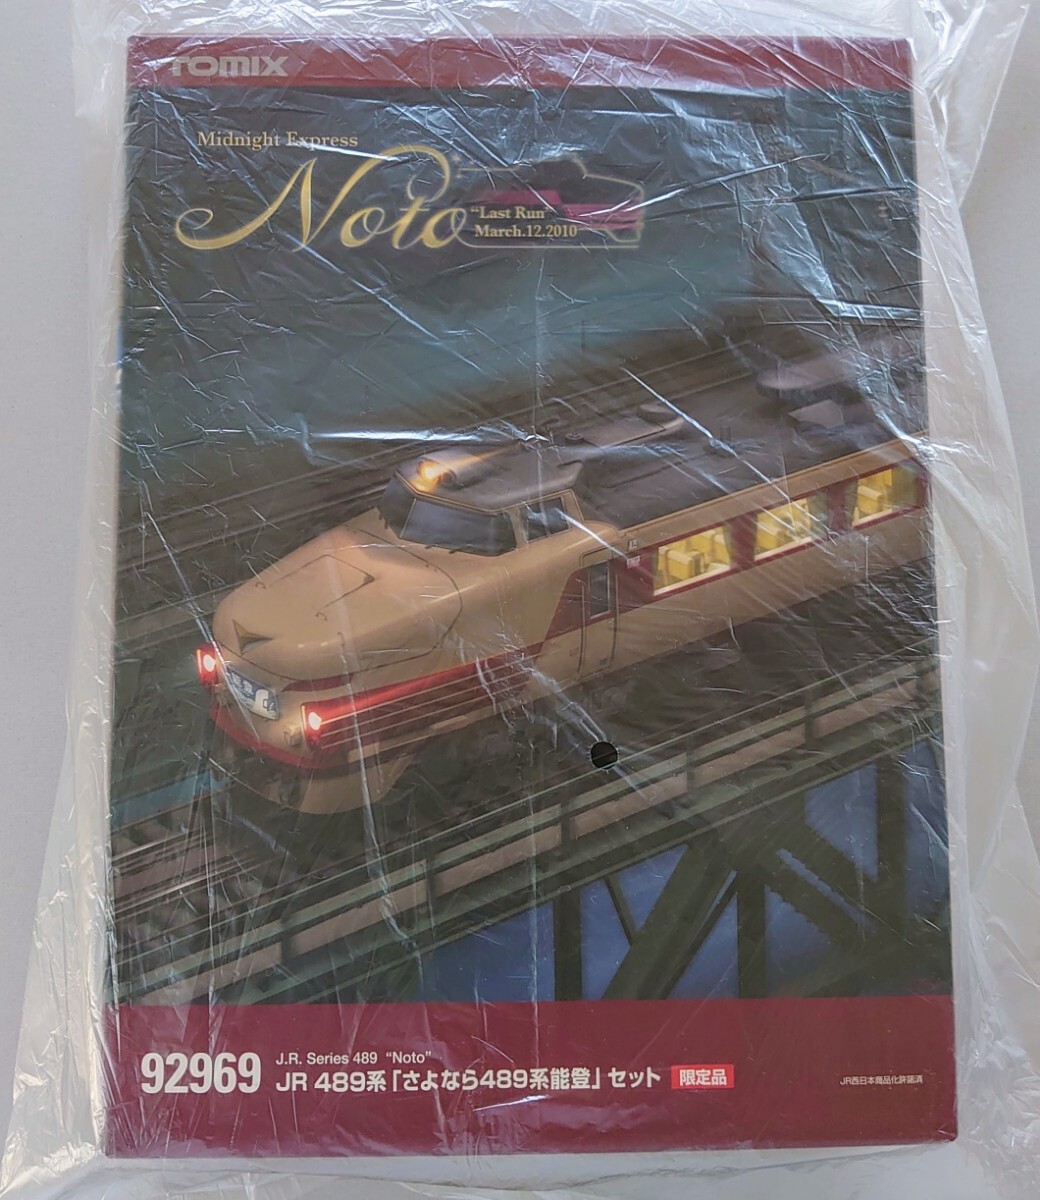 TOMIX
Midnight Express
Noto
"Last Run"
March.12.2010
92969
J.R. Series 489 "Noto"
JR 489系「さよなら489系能登」セット 限定品
JR西日本商品化許諾済